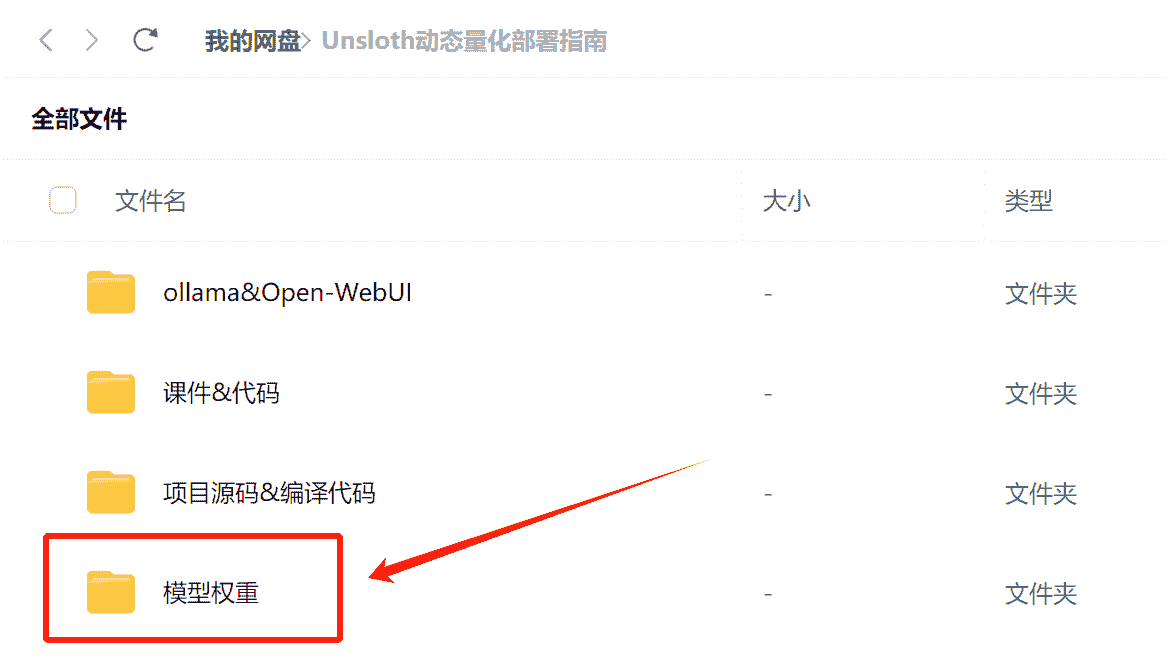 我的网盘> Unsloth动态量化部署指南
全部文件
文件名 大小 类型
ollama&Open-WebUI - 文件夹
课件&代码 - 文件夹
项目源码&编译代码 - 文件夹
模型权重 - 文件夹